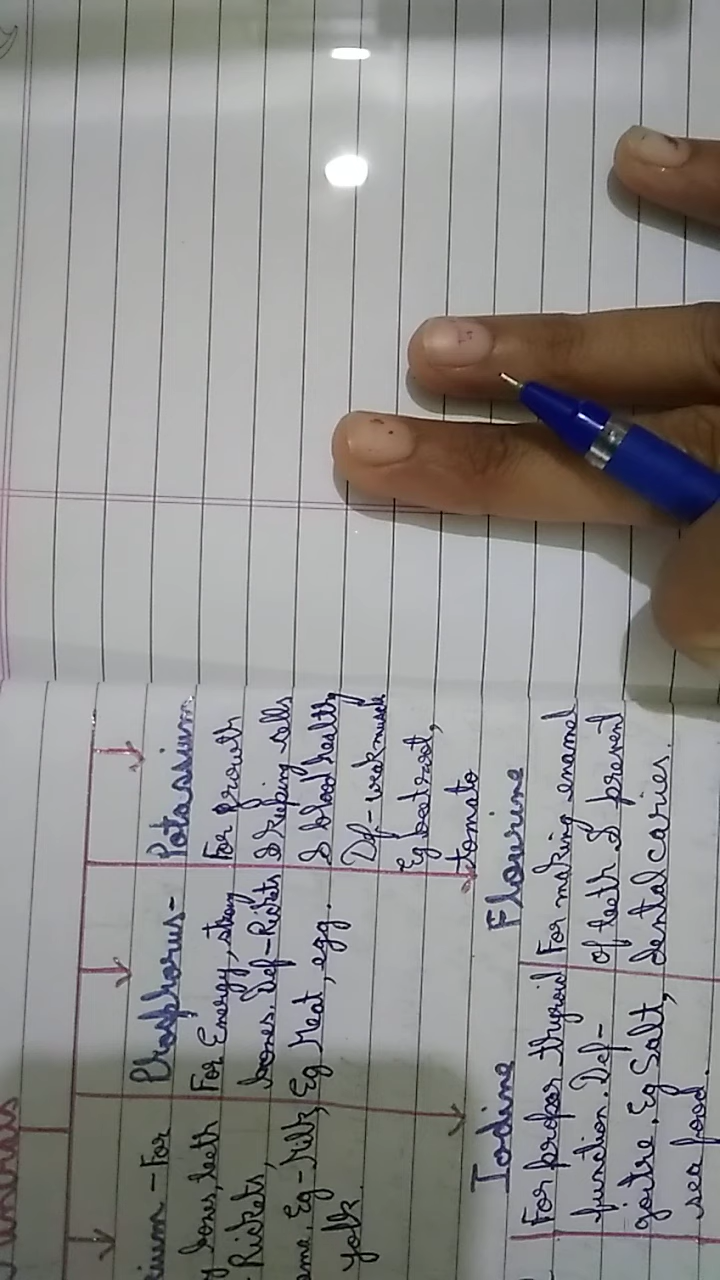 Minerals
ium - For
bones, teeth
Rickets,
Eg - Milk,
yolk.
Phosphorus-
For Energy, strong
bones. Def-Rickets
Eg Meat, egg.
Potassium
For growth
& keeping cells
& blood healthy
Def-weak muscle
Eg beetroot,
tomato
Iodine
For proper thyroid
function. Def-
goitre. Eg Salt,
sea food.
Flourine
For making enamel
of teeth & prevent
dental caries.